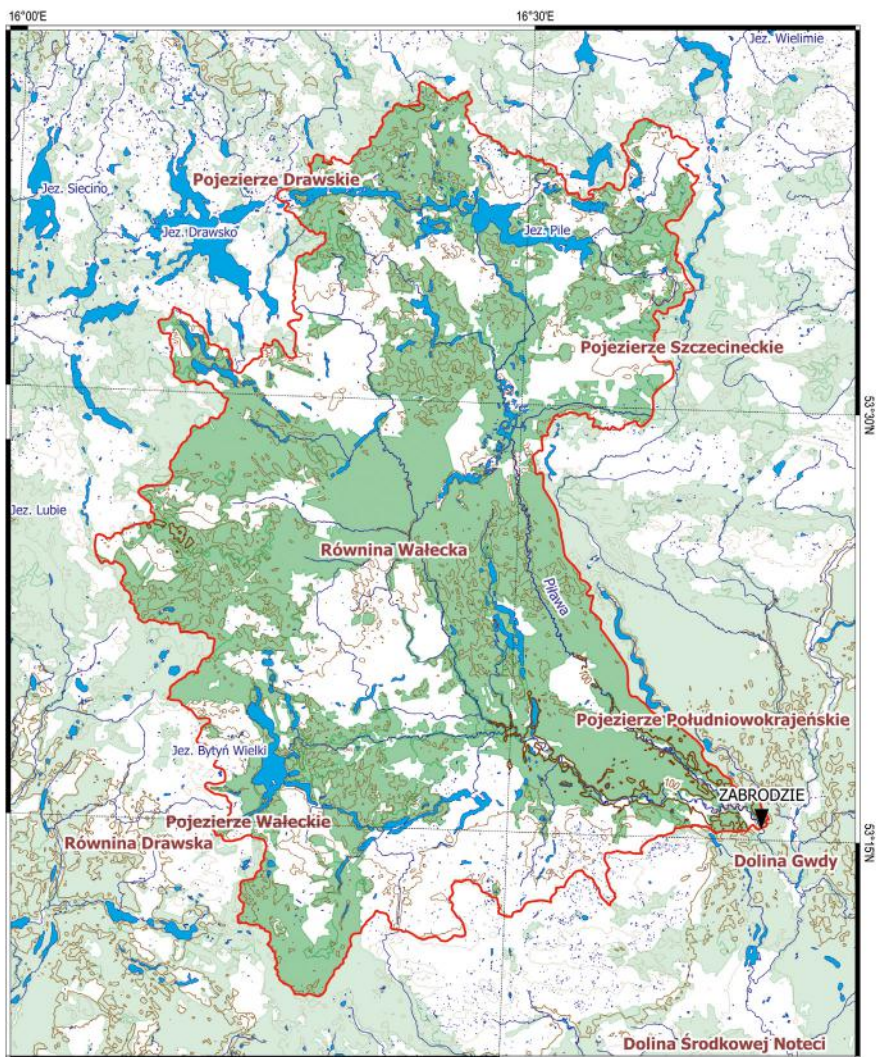 16°00'E
16°30'E
Jez. Wielimie
Pojezierze Drawskie
Jez. Siecino
Jez. Drawsko
Jez. Pile
Pojezierze Szczecineckie
53°30'N
Jez. Lubie
Równina Wałecka
Piława
100
Pojezierze Południowokrajeńskie
Jez. Bytyń Wielki
100
ZABRODZIE
Pojezierze Wałeckie
Równina Drawska
53°15'N
Dolina Gwdy
Dolina Środkowej Noteci